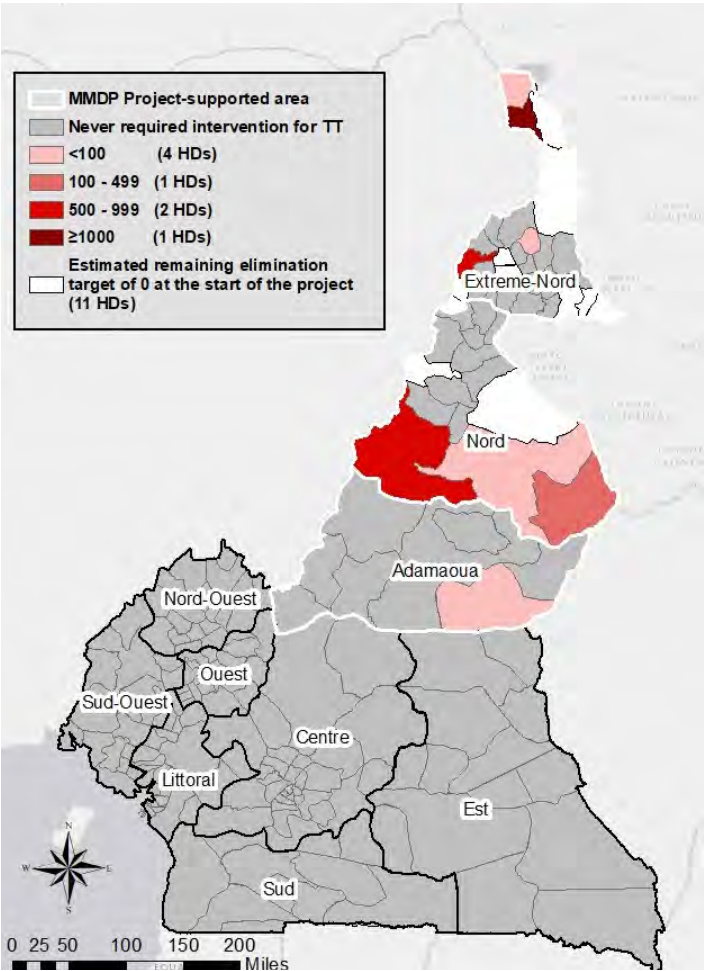 MMDP Project-supported area
Never required intervention for TT
<100 (4 HDs)
100 - 499 (1 HDs)
500 - 999 (2 HDs)
≥1000 (1 HDs)
Estimated remaining elimination
target of 0 at the start of the project
(11 HDs)
Extreme-Nord
Nord
Adamaoua
Nord-Ouest
Ouest
Sud-Ouest
Centre
Littoral
Est
Sud
N
W E
S
0 25 50 100 150 200
Miles